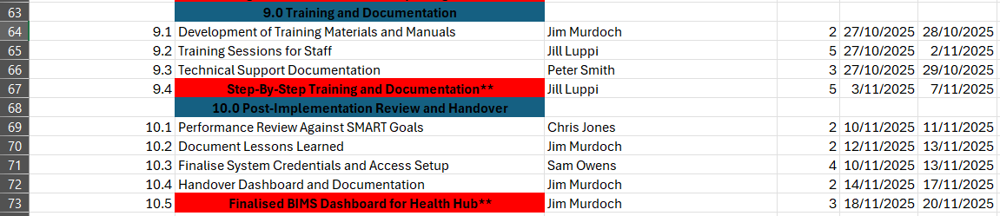 63 9.0 Training and Documentation
64 9.1 Development of Training Materials and Manuals Jim Murdoch 2 27/10/2025 28/10/2025
65 9.2 Training Sessions for Staff Jill Luppi 5 27/10/2025 2/11/2025
66 9.3 Technical Support Documentation Peter Smith 3 27/10/2025 29/10/2025
67 9.4 Step-By-Step Training and Documentation** Jill Luppi 5 3/11/2025 7/11/2025
68 10.0 Post-Implementation Review and Handover
69 10.1 Performance Review Against SMART Goals Chris Jones 2 10/11/2025 11/11/2025
70 10.2 Document Lessons Learned Jim Murdoch 2 12/11/2025 13/11/2025
71 10.3 Finalise System Credentials and Access Setup Sam Owens 4 10/11/2025 13/11/2025
72 10.4 Handover Dashboard and Documentation Jim Murdoch 2 14/11/2025 17/11/2025
73 10.5 Finalised BIMS Dashboard for Health Hub** Jim Murdoch 3 18/11/2025 20/11/2025